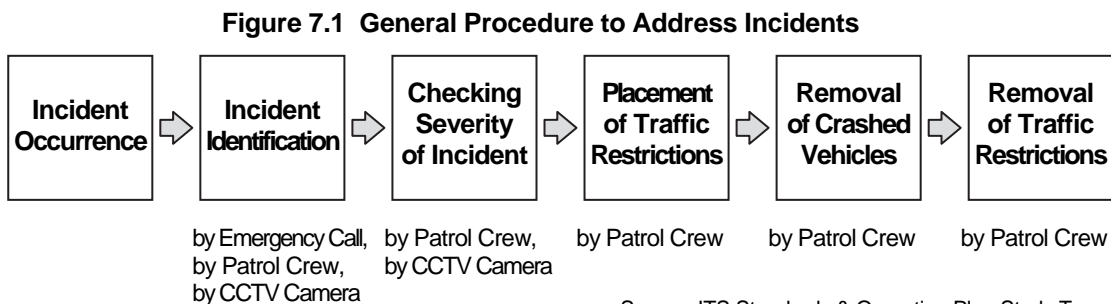 Figure 7.1 General Procedure to Address Incidents
Incident
Occurrence
Incident
Identification
Checking
Severity
of Incident
Placement
of Traffic
Restrictions
Removal
of Crashed
Vehicles
Removal
of Traffic
Restrictions
by Emergency Call,
by Patrol Crew,
by CCTV Camera
by Patrol Crew,
by CCTV Camera
by Patrol Crew
by Patrol Crew
by Patrol Crew